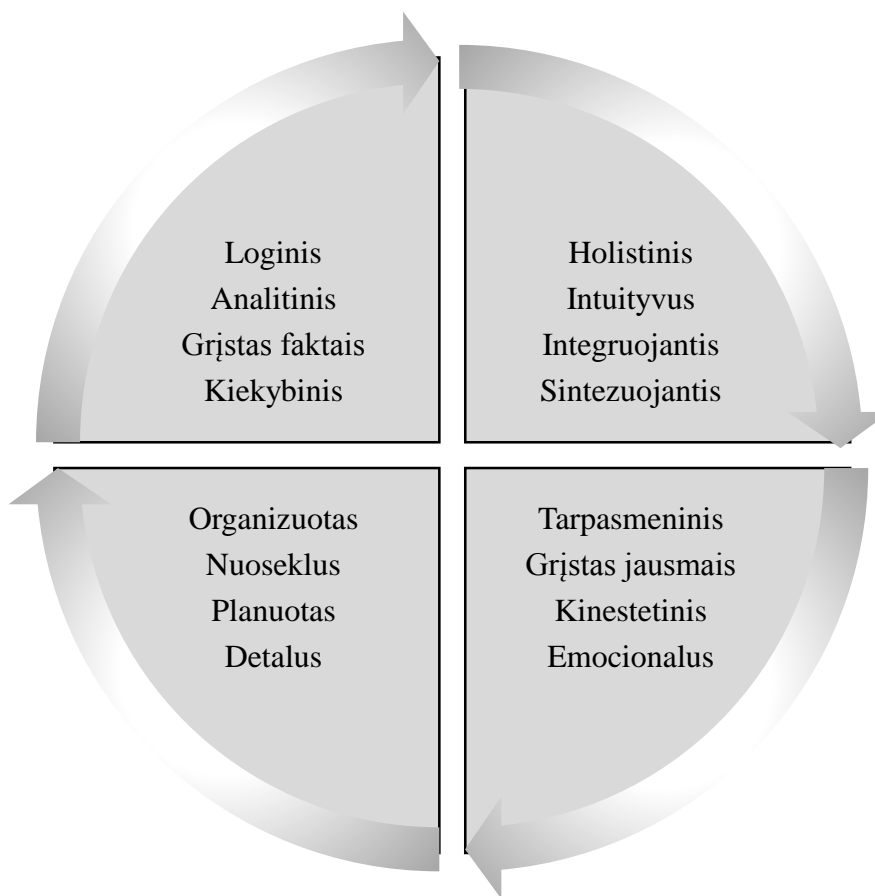 Loginis
Analitinis
Grįstas faktais
Kiekybinis
Holistinis
Intuityvus
Integruojantis
Sintezuojantis
Organizuotas
Nuoseklus
Planuotas
Detalus
Tarpasmeninis
Grįstas jausmais
Kinestetinis
Emocionalus